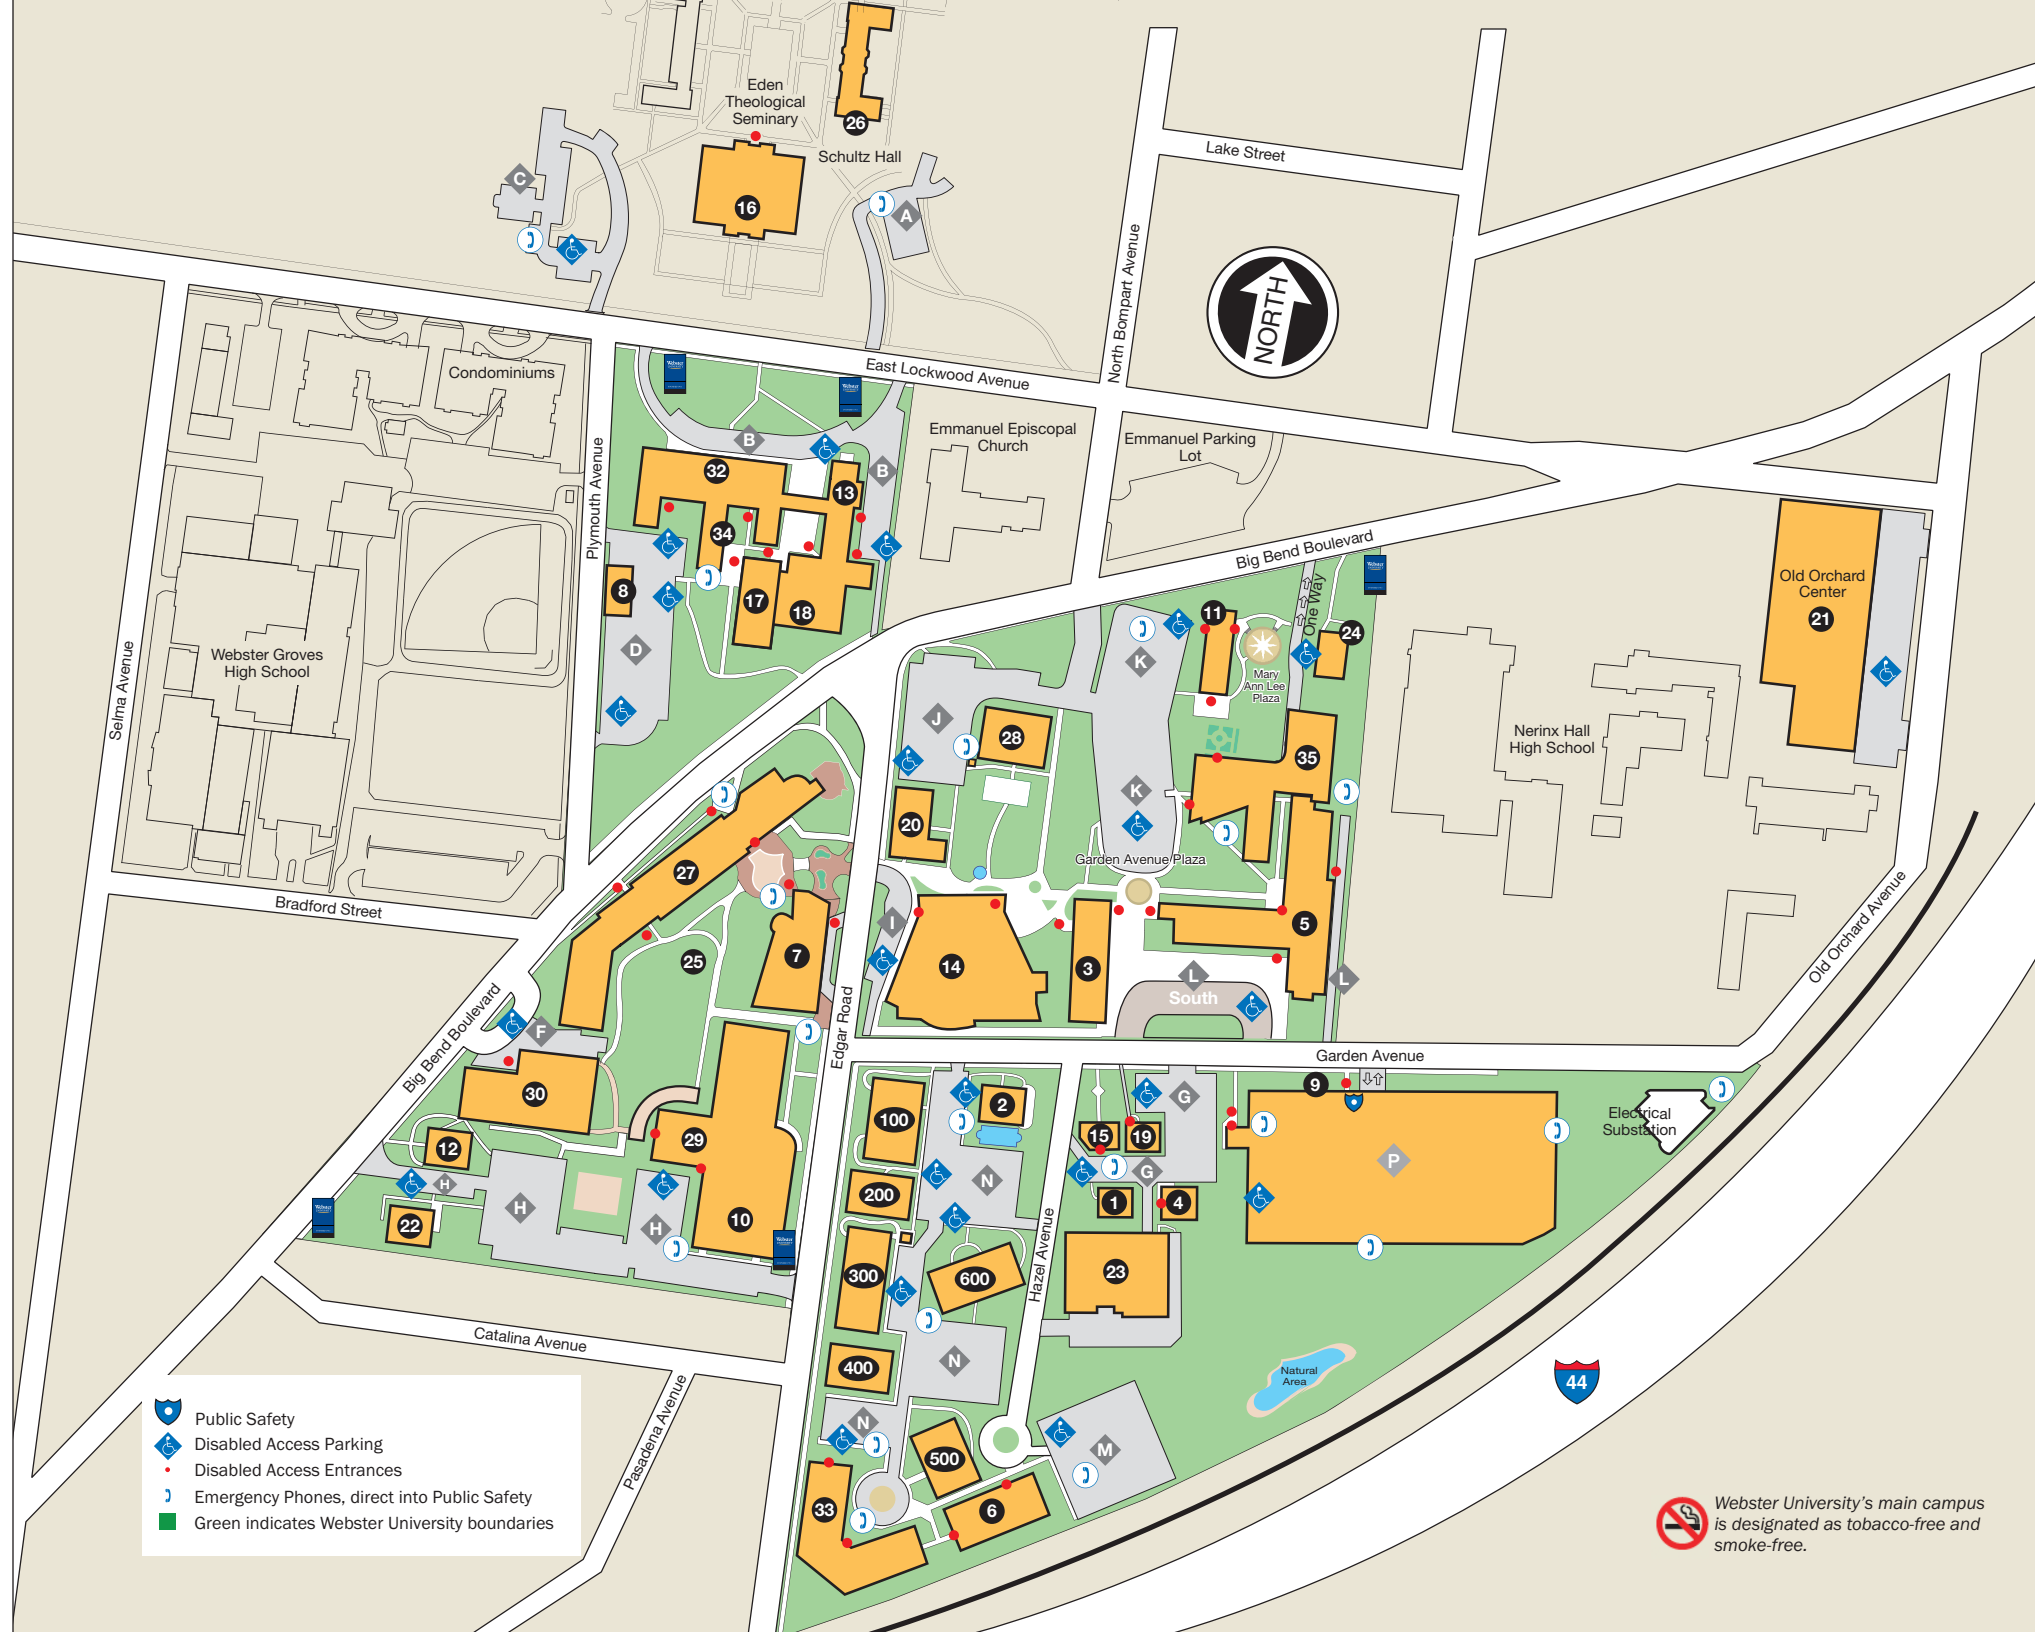 Eden
Theological
Seminary
26
Schultz Hall
Lake Street
C
16
A
North Bompart Avenue
NORTH
East Lockwood Avenue
Condominiums
Webster
Webster
B
Emmanuel Episcopal
Church
Emmanuel Parking
Lot
Plymouth Avenue
32
13
B
34
Big Bend Boulevard
Old Orchard
Center
21
8
17
18
One Way
11
24
Webster
D
K
Webster Groves
High School
Selma Avenue
Mary
Ann Lee
Plaza
J
28
35
Nerinx Hall
High School
K
20
Garden Avenue Plaza
27
Bradford Street
I
5
25
7
14
3
L
South
L
Old Orchard Avenue
Big Bend Boulevard
F
Edgar Road
Garden Avenue
30
9
100
2
G
Electrical
Substation
29
15
19
P
12
H
H
N
G
200
1
4
22
Webster
H
10
Webster
300
600
Hazel Avenue
23
Catalina Avenue
400
N
Natural
Area
44
Pasadena Avenue
N
M
500
33
6
Public Safety
Disabled Access Parking
Disabled Access Entrances
Emergency Phones, direct into Public Safety
Green indicates Webster University boundaries
Webster University's main campus
is designated as tobacco-free and
smoke-free.